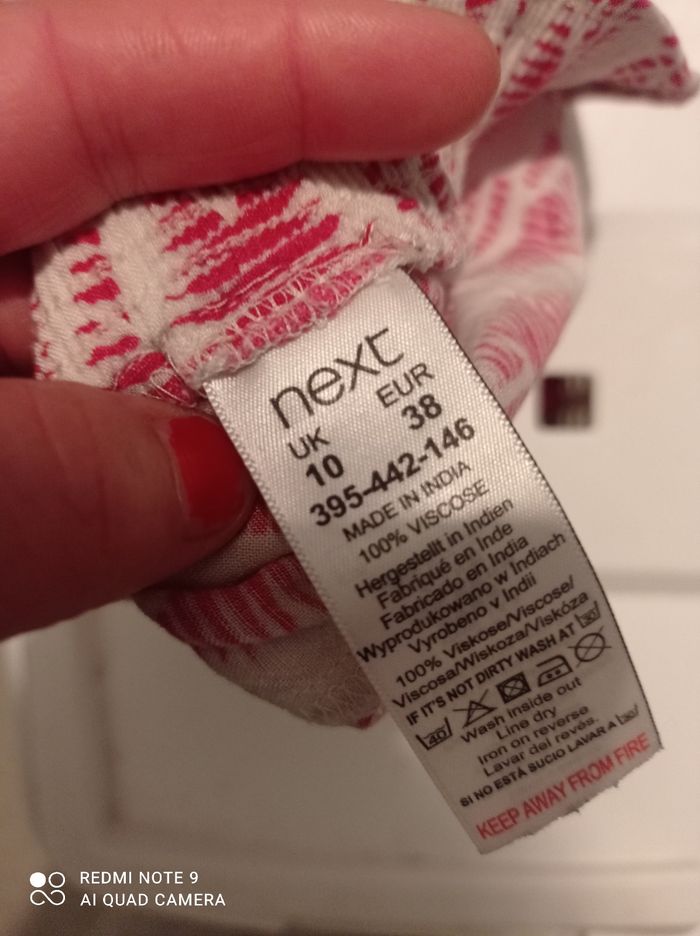 next
UK EUR
10 38
395-442-146
MADE IN INDIA
100% VISCOSE
Hergestellt in Indien
Fabriqué en Inde
Fabricado en India
Wyprodukowano w Indiach
Vyrobeno v Indii
100% Viskose/Viscose/
Viscosa/Wiskoza/Viskóza
IF IT'S NOT DIRTY WASH AT 30
40
Wash inside out
Line dry
Iron on reverse
Lavar del revés.
SI NO ESTÁ SUCIO LAVAR A 30
KEEP AWAY FROM FIRE
REDMI NOTE 9
AI QUAD CAMERA